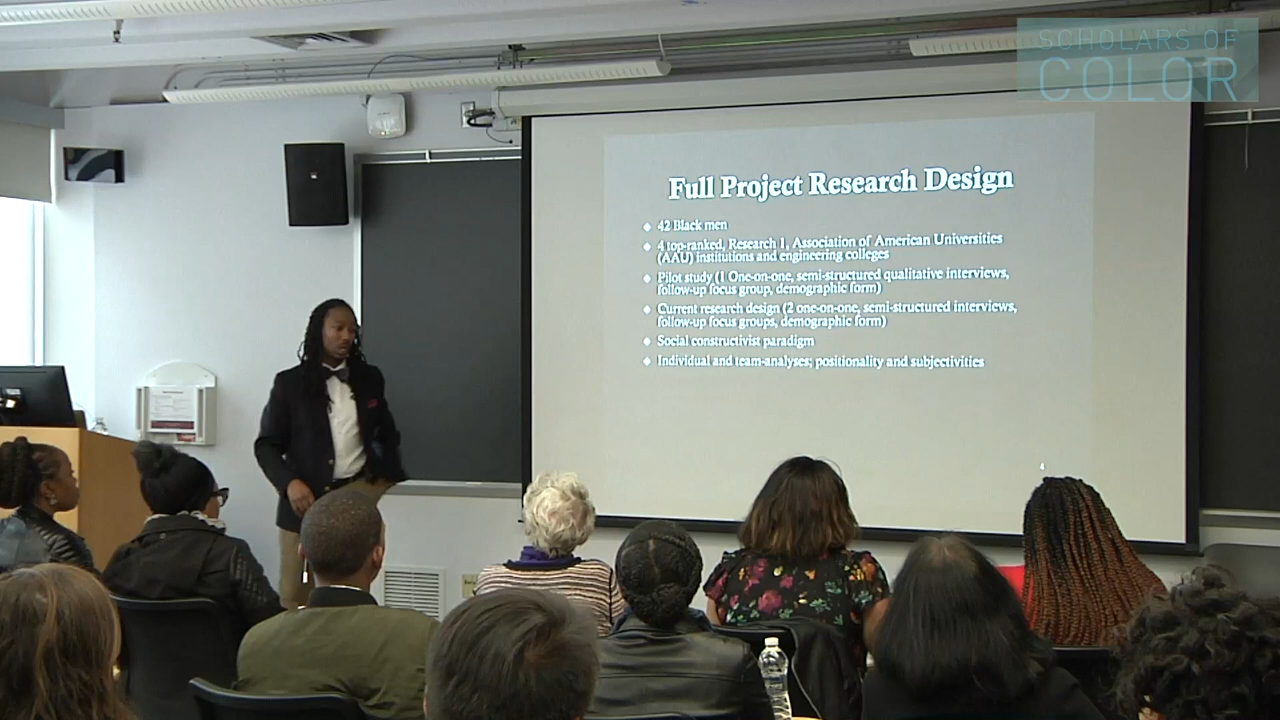 SCHOLARS OF
COLOR
Full Project Research Design
42 Black men
4 top-ranked, Research 1, Association of American Universities
(AAU) institutions and engineering colleges
Pilot study (1 One-on-one, semi-structured qualitative interviews,
follow-up focus group, demographic form)
Current research design (2 one-on-one, semi-structured interviews,
follow-up focus groups, demographic form)
Social constructivist paradigm
Individual and team-analyses; positionality and subjectivities
4